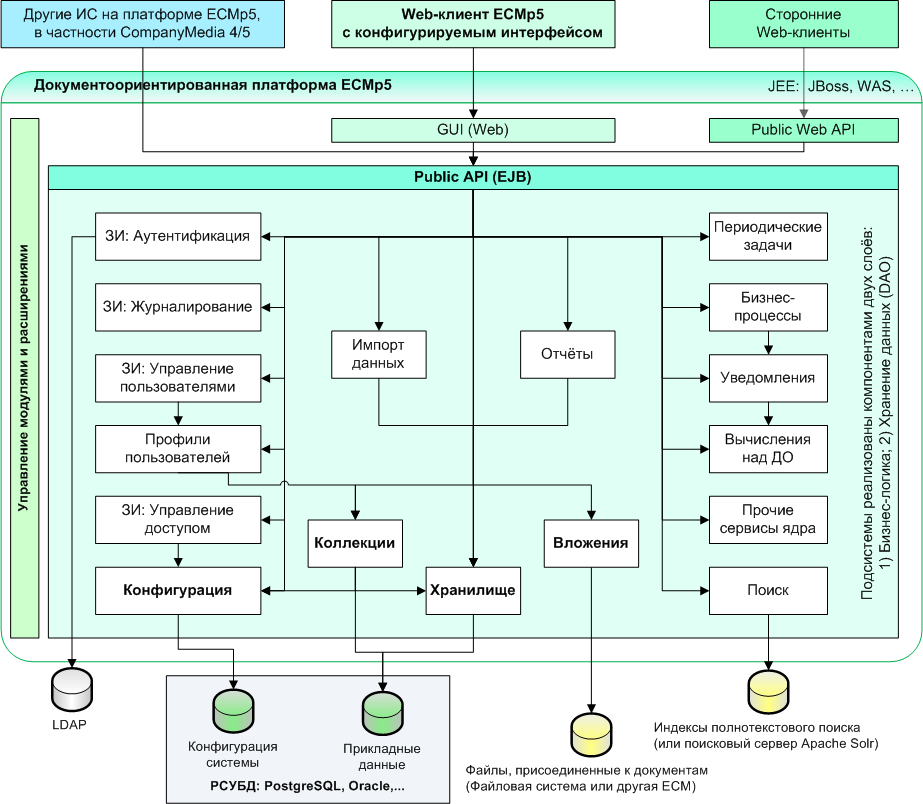 Другие ИС на платформе ECMp5,
в частности CompanyMedia 4/5
Web-клиент ECMp5
с конфигурируемым интерфейсом
Сторонние
Web-клиенты
Документоориентированная платформа ECMp5
JEE: JBoss, WAS, ...
GUI (Web)
Public Web API
Управление модулями и расширениями
Public API (EJB)
ЗИ: Аутентификация
Периодические
задачи
ЗИ: Журналирование
Бизнес-
процессы
Импорт
данных
Отчёты
ЗИ: Управление
пользователями
Уведомления
Профили
пользователей
Вычисления
над ДО
ЗИ: Управление
доступом
Коллекции
Вложения
Прочие
сервисы ядра
Конфигурация
Хранилище
Поиск
Подсистемы реализованы компонентами двух слоёв:
1) Бизнес-логика; 2) Хранение данных (DAO)
LDAP
Конфигурация
системы
Прикладные
данные
РСУБД: PostgreSQL, Oracle,...
Файлы, присоединенные к документам
(Файловая система или другая ECM)
Индексы полнотекстового поиска
(или поисковый сервер Apache Solr)